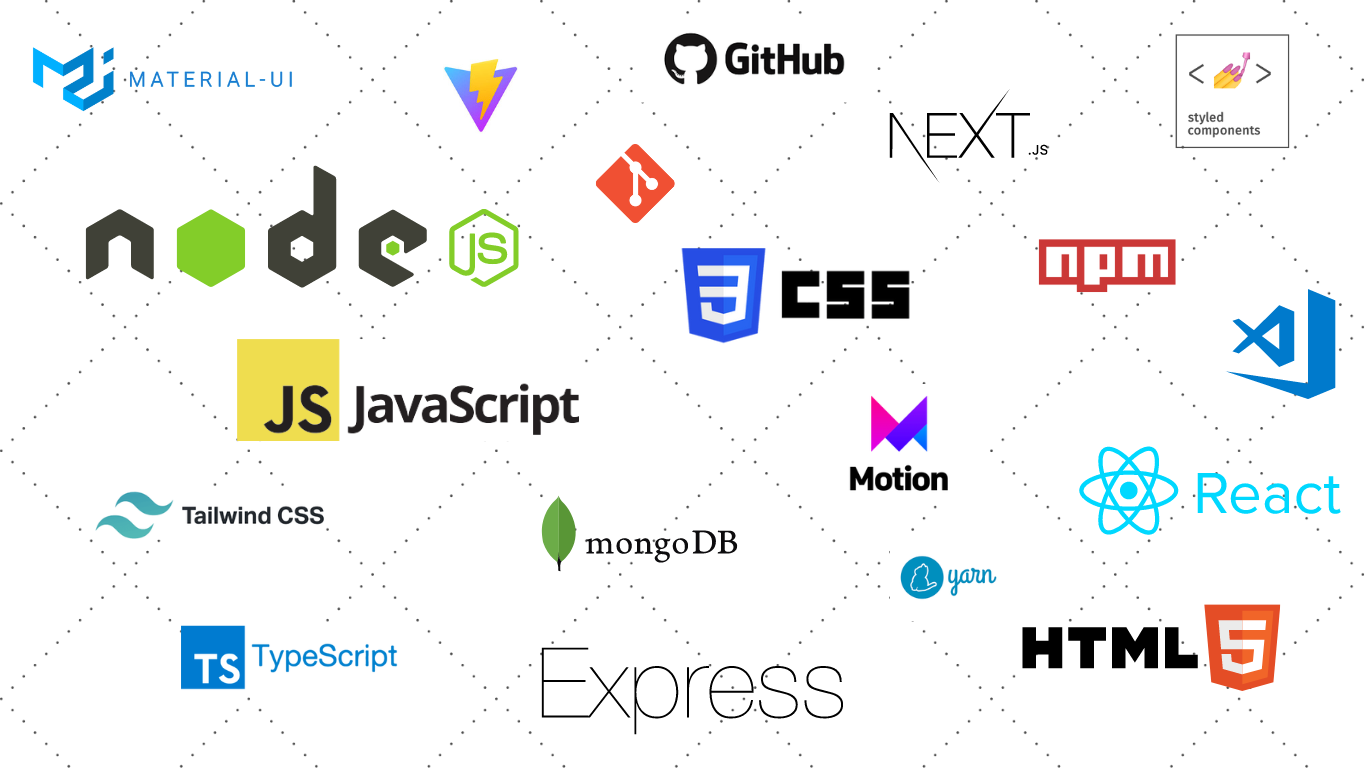 MATERIAL-UI
GitHub
NEXT.JS
< >
styled
components
node
JS
CSS
npm
JS JavaScript
Motion
React
Tailwind CSS
mongoDB
yarn
TS TypeScript
Express
HTML 5